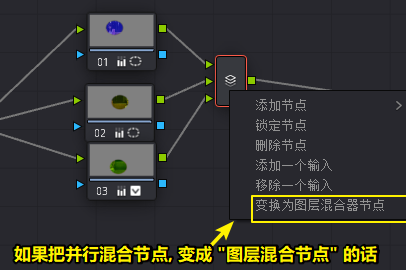 01
02
03
添加节点
锁定节点
删除节点
添加一个输入
移除一个输入
变换为图层混合器节点
如果把并行混合节点, 变成 "图层混合节点" 的话